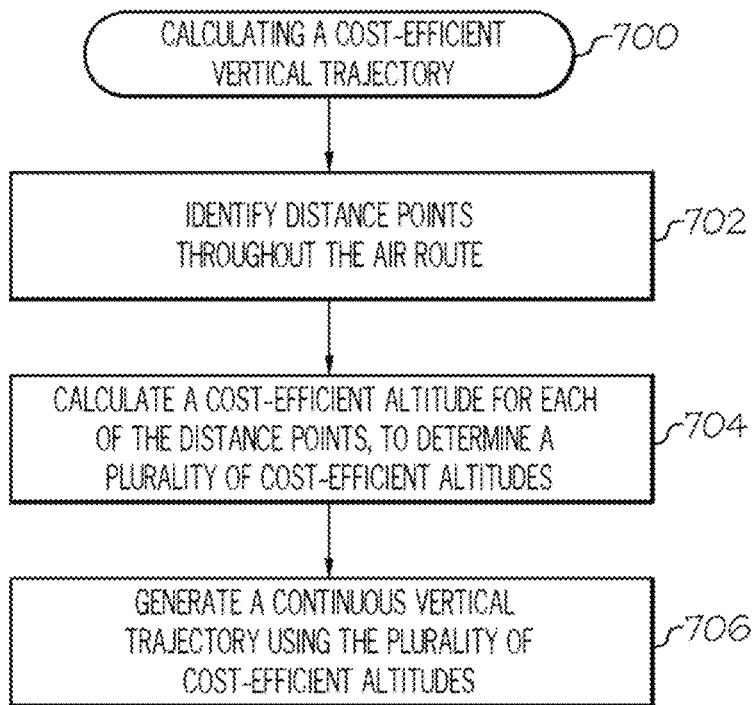 CALCULATING A COST-EFFICIENT
VERTICAL TRAJECTORY
700
IDENTIFY DISTANCE POINTS
THROUGHOUT THE AIR ROUTE
702
CALCULATE A COST-EFFICIENT ALTITUDE FOR EACH
OF THE DISTANCE POINTS, TO DETERMINE A
PLURALITY OF COST-EFFICIENT ALTITUDES
704
GENERATE A CONTINUOUS VERTICAL
TRAJECTORY USING THE PLURALITY OF
COST-EFFICIENT ALTITUDES
706